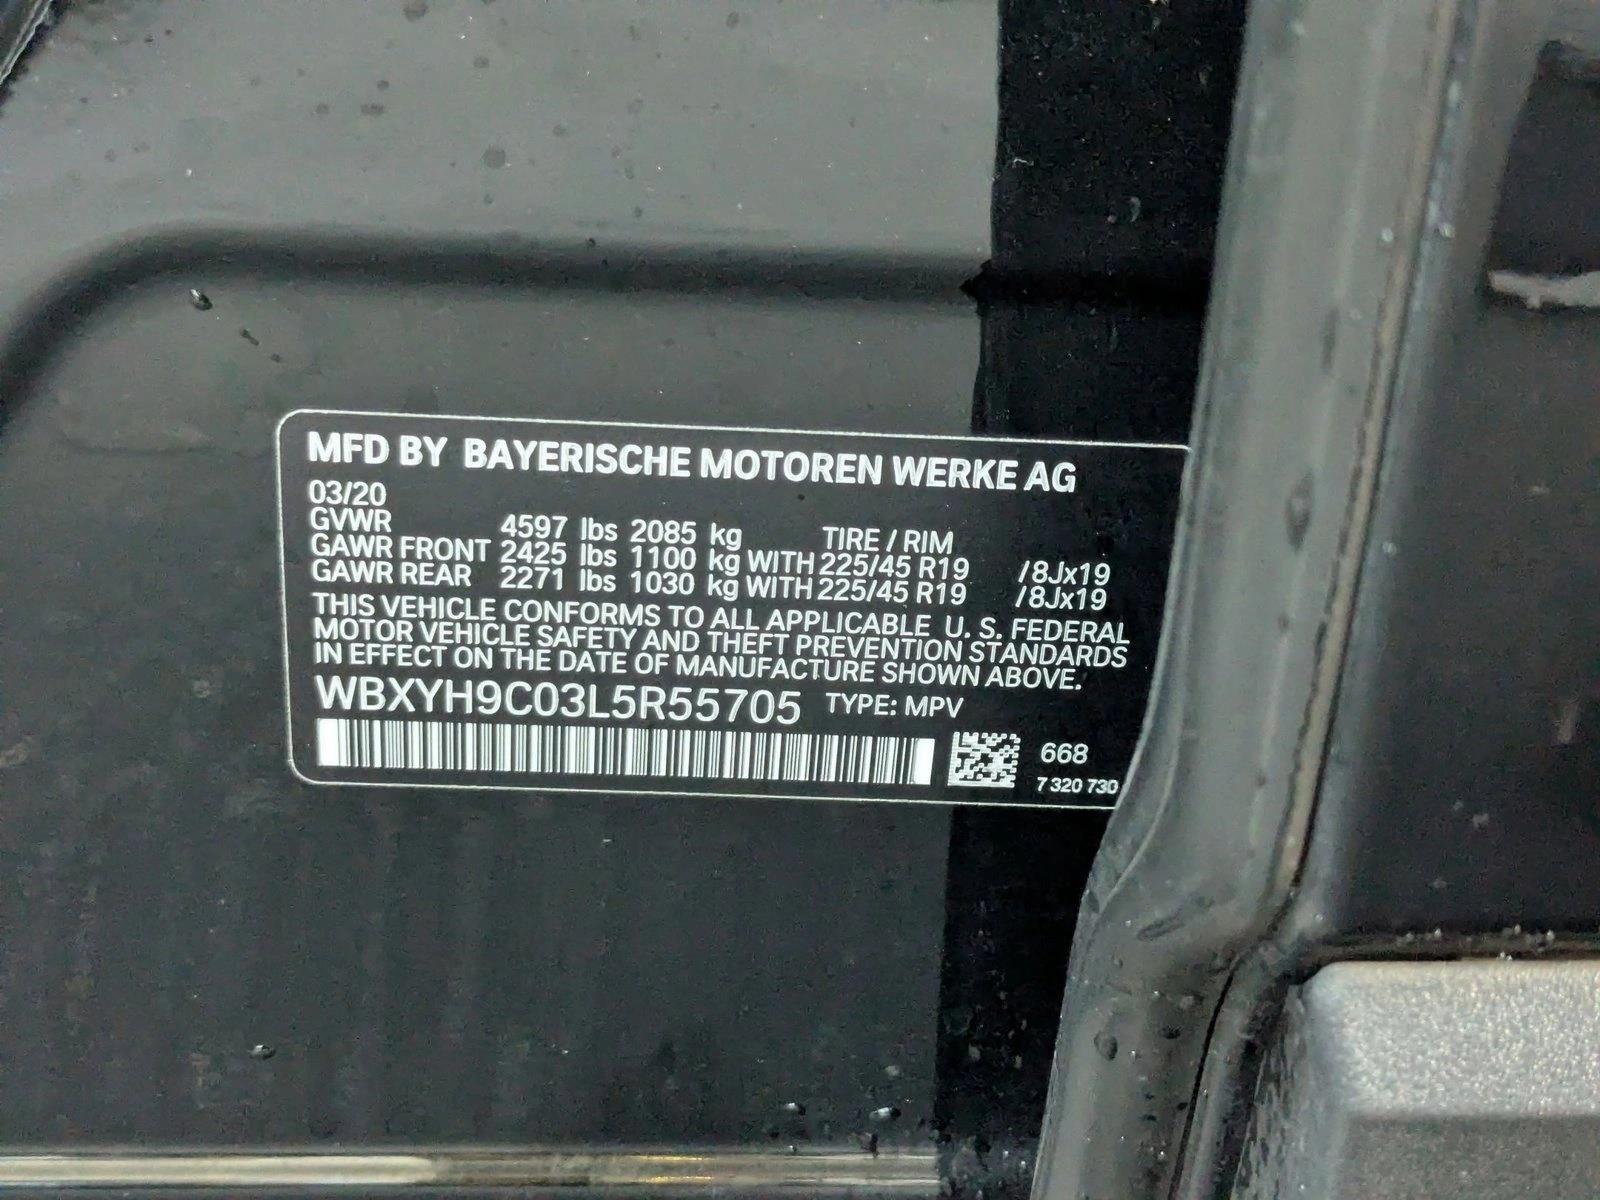 MFD BY BAYERISCHE MOTOREN WERKE AG
03/20
GVWR 4597 lbs 2085 kg TIRE / RIM
GAWR FRONT 2425 lbs 1100 kg WITH 225/45 R19 /8Jx19
GAWR REAR 2271 lbs 1030 kg WITH 225/45 R19 /8Jx19
THIS VEHICLE CONFORMS TO ALL APPLICABLE U. S. FEDERAL
MOTOR VEHICLE SAFETY AND THEFT PREVENTION STANDARDS
IN EFFECT ON THE DATE OF MANUFACTURE SHOWN ABOVE.
WBXYH9C03L5R55705 TYPE: MPV
668
7 320 730